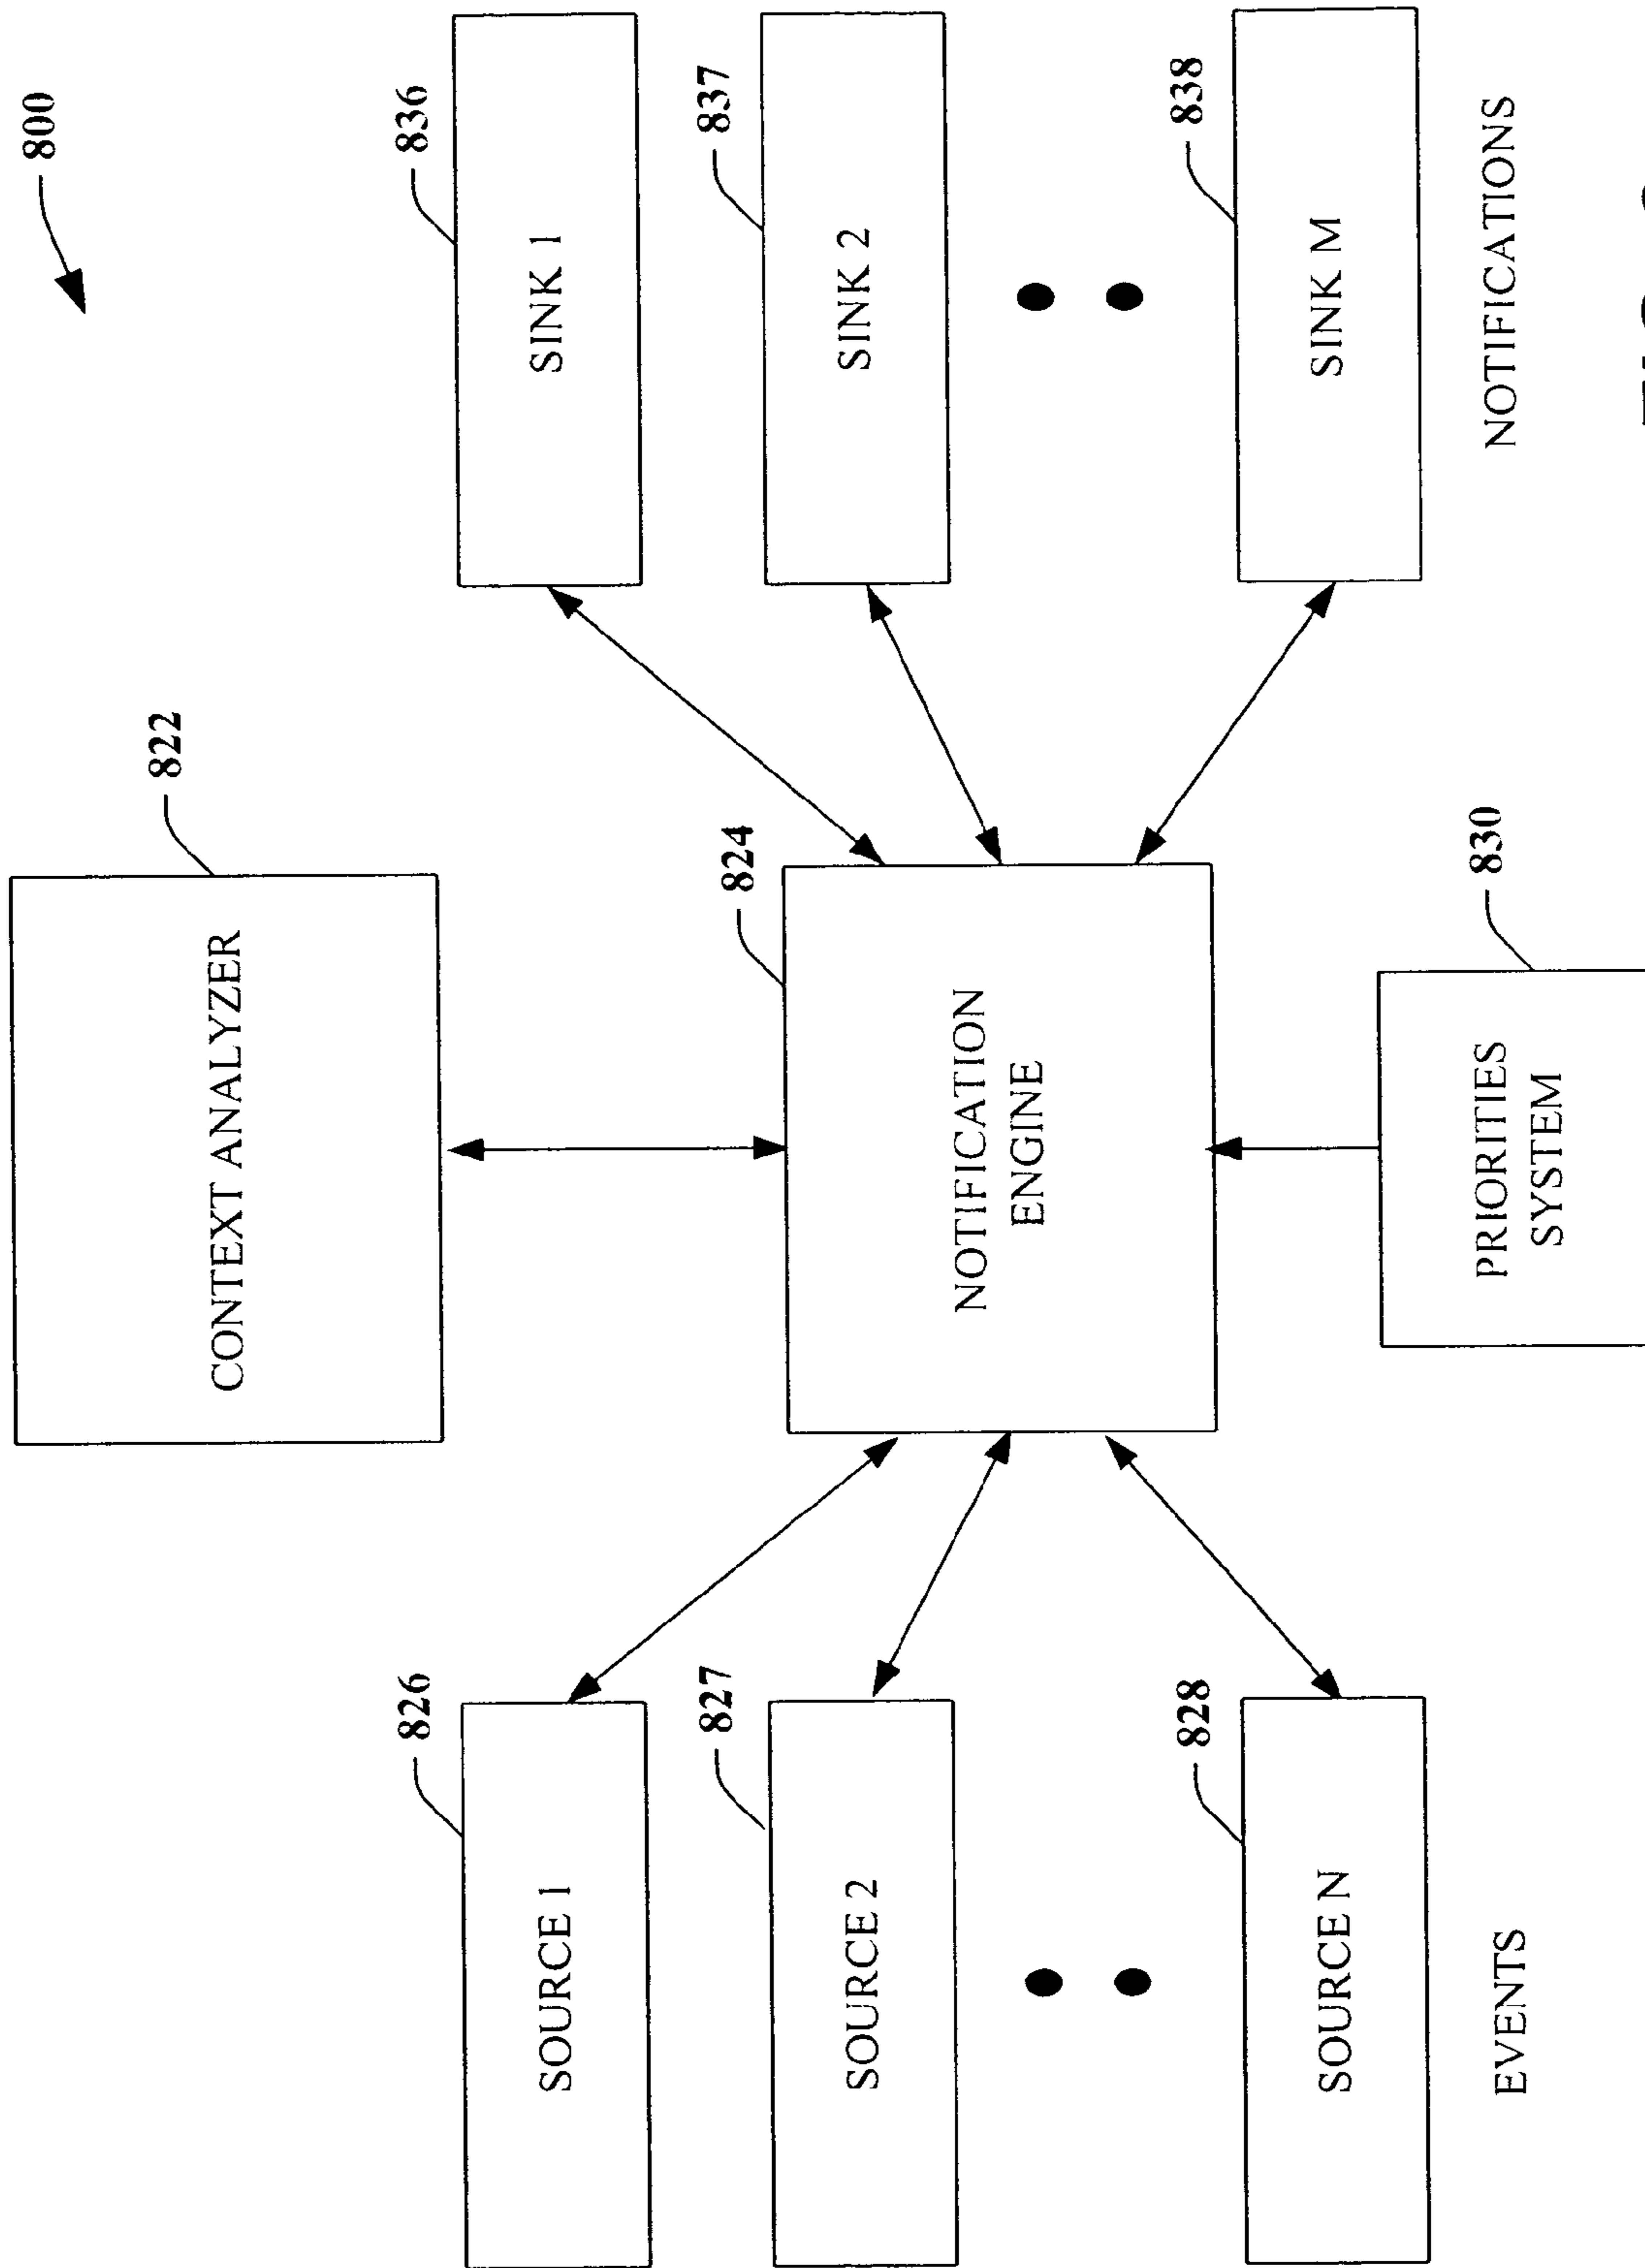 800
CONTEXT ANALYZER
822
826
SOURCE 1
827
SOURCE 2
828
SOURCE N
EVENTS
824
NOTIFICATION
ENGINE
830
PRIORITIES
SYSTEM
836
SINK 1
837
SINK 2
838
SINK M
NOTIFICATIONS